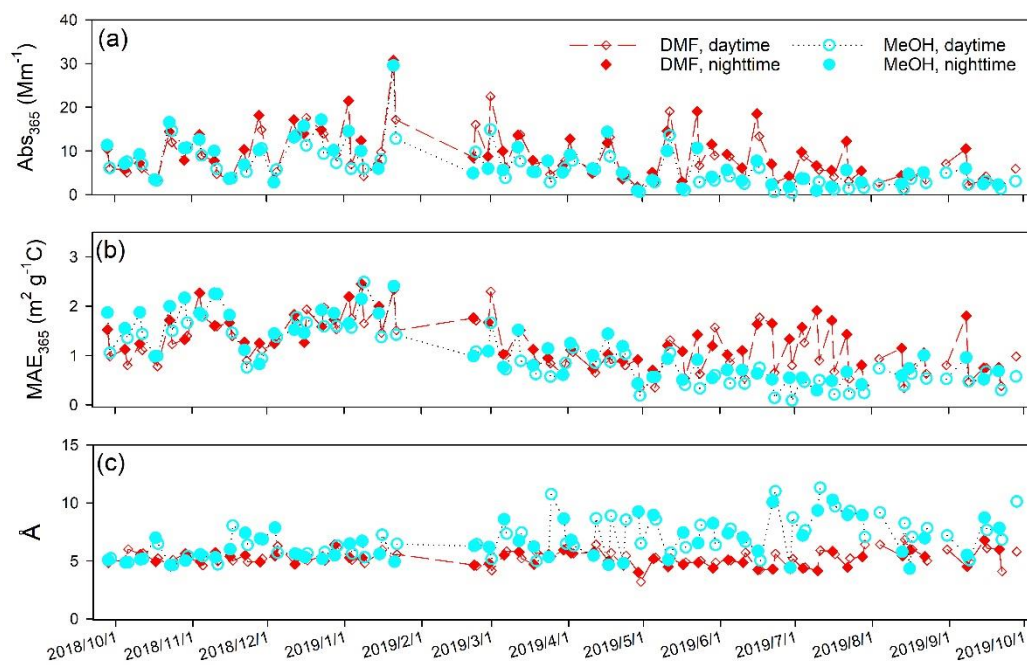 (a)
DMF, daytime
DMF, nighttime
MeOH, daytime
MeOH, nighttime
Abs365 (Mm-1)
40
30
20
10
0
(b)
MAE365 (m2 g-1C)
3
2
1
0
(c)
Å
15
10
5
0
2018/10/1
2018/11/1
2018/12/1
2019/1/1
2019/2/1
2019/3/1
2019/4/1
2019/5/1
2019/6/1
2019/7/1
2019/8/1
2019/9/1
2019/10/1